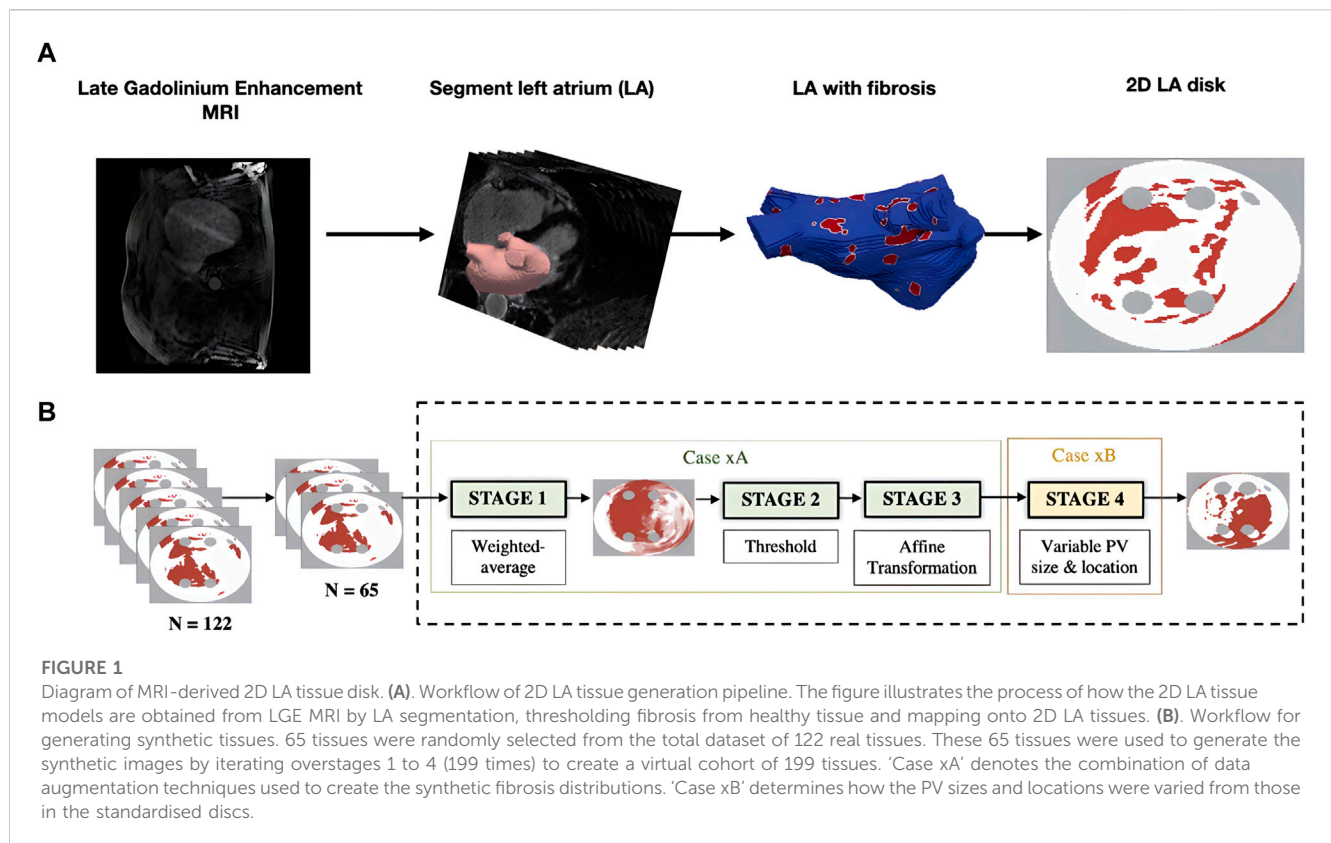 A
Late Gadolinium Enhancement
MRI
Segment left atrium (LA)
LA with fibrosis
2D LA disk
B
N = 122
N = 65
Case xA
STAGE 1
Weighted-
average
STAGE 2
Threshold
STAGE 3
Affine
Transformation
Case xB
STAGE 4
Variable PV
size & location
FIGURE 1
Diagram of MRI-derived 2D LA tissue disk. (A). Workflow of 2D LA tissue generation pipeline. The figure illustrates the process of how the 2D LA tissue
models are obtained from LGE MRI by LA segmentation, thresholding fibrosis from healthy tissue and mapping onto 2D LA tissues. (B). Workflow for
generating synthetic tissues. 65 tissues were randomly selected from the total dataset of 122 real tissues. These 65 tissues were used to generate the
synthetic images by iterating overstages 1 to 4 (199 times) to create a virtual cohort of 199 tissues. ‘Case xA’ denotes the combination of data
augmentation techniques used to create the synthetic fibrosis distributions. ‘Case xB’ determines how the PV sizes and locations were varied from those
in the standardised discs.